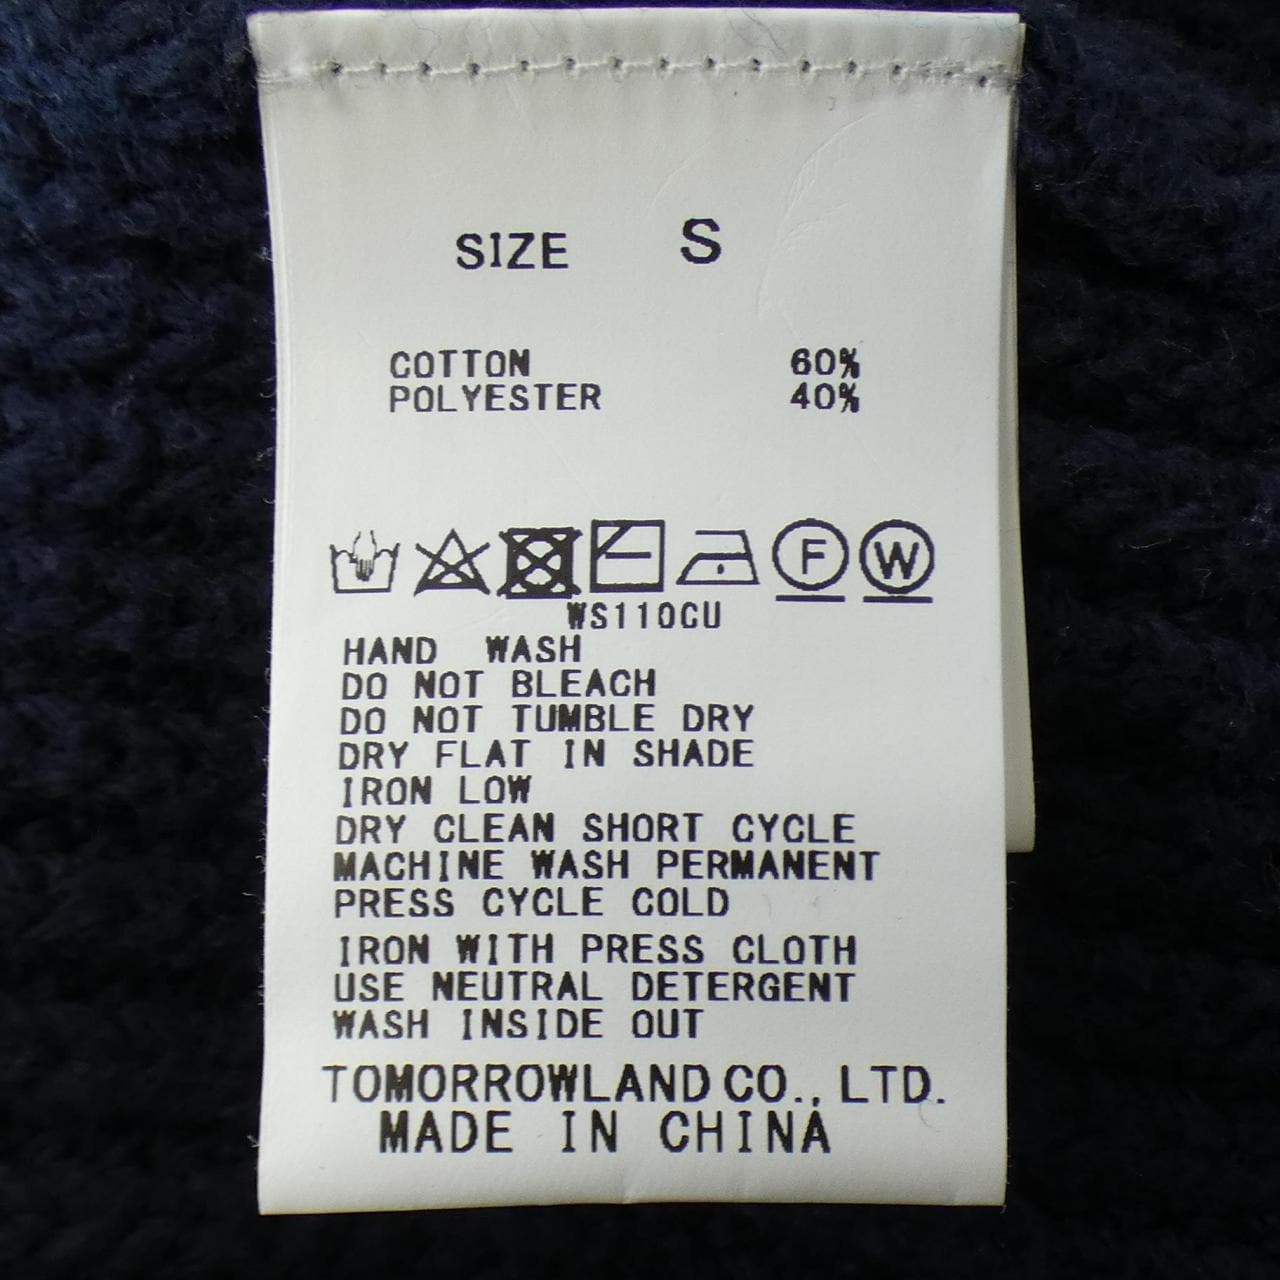 SIZE S
COTTON 60%
POLYESTER 40%
F W
WS110CU
HAND WASH
DO NOT BLEACH
DO NOT TUMBLE DRY
DRY FLAT IN SHADE
IRON LOW
DRY CLEAN SHORT CYCLE
MACHINE WASH PERMANENT
PRESS CYCLE COLD
IRON WITH PRESS CLOTH
USE NEUTRAL DETERGENT
WASH INSIDE OUT
TOMORROWLAND CO., LTD.
MADE IN CHINA